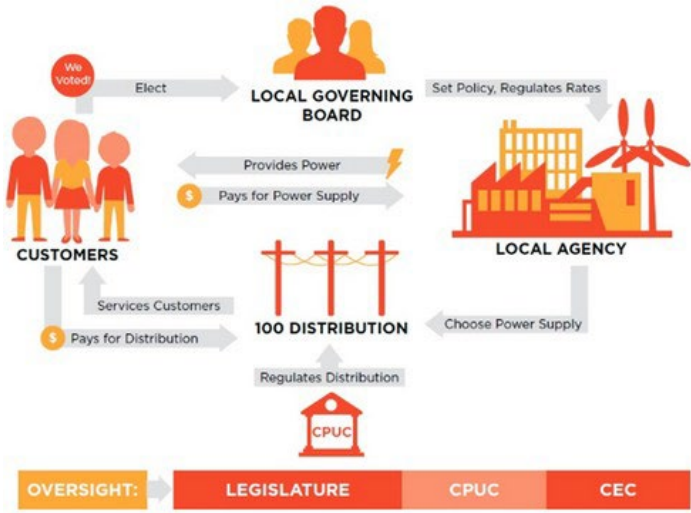 We
Voted!
Elect
LOCAL GOVERNING
BOARD
Set Policy, Regulates Rates
Provides Power
$ Pays for Power Supply
CUSTOMERS
LOCAL AGENCY
Services Customers
100 DISTRIBUTION
Choose Power Supply
$ Pays for Distribution
Regulates Distribution
CPUC
OVERSIGHT: LEGISLATURE CPUC CEC